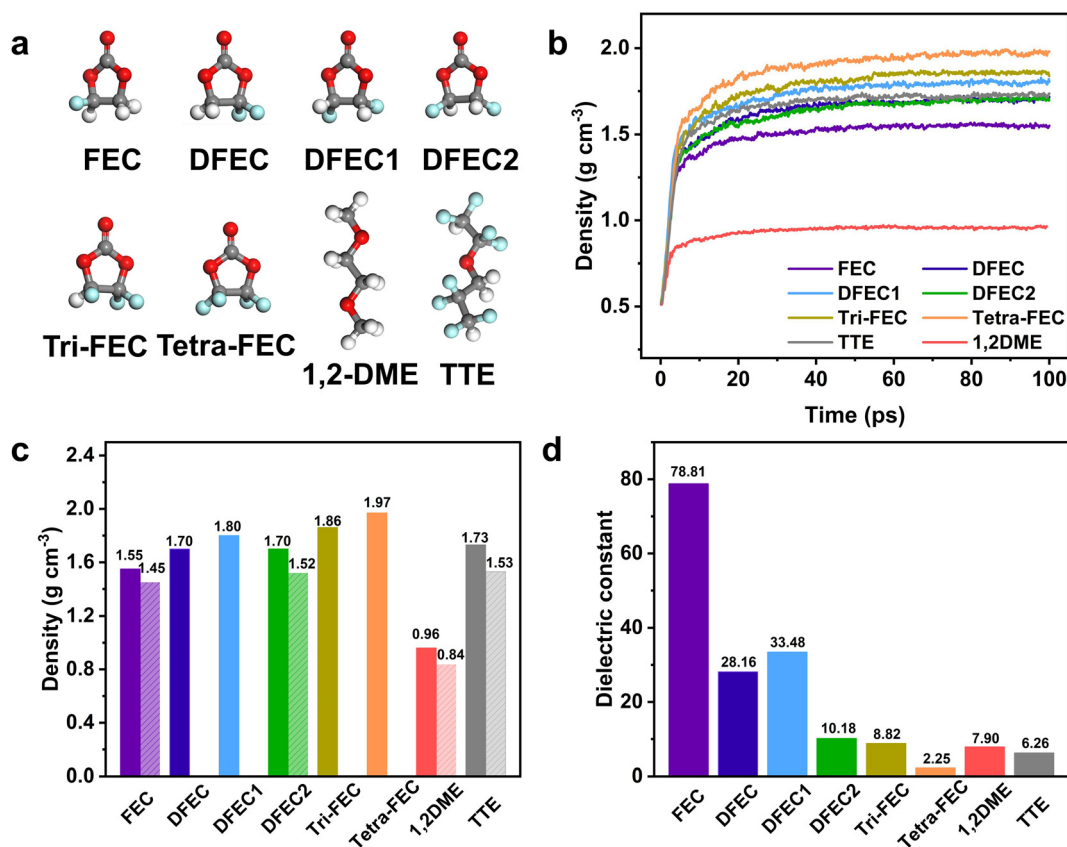 a
FEC DFEC DFEC1 DFEC2
Tri-FEC Tetra-FEC 1,2-DME TTE
b
Density (g cm⁻³)
2.0
1.5
1.0
0.5
FEC DFEC
DFEC1 DFEC2
Tri-FEC Tetra-FEC
TTE 1,2DME
0 20 40 60 80 100
Time (ps)
c
Density (g cm⁻³)
2.4
2.0
1.6
1.2
0.8
0.4
0.0
1.55 1.45 1.70 1.80 1.70 1.52 1.86 1.97 0.96 0.84 1.73 1.53
FEC DFEC DFEC1 DFEC2 Tri-FEC Tetra-FEC 1,2DME TTE
d
Dielectric constant
80
60
40
20
0
78.81 28.16 33.48 10.18 8.82 2.25 7.90 6.26
FEC DFEC DFEC1 DFEC2 Tri-FEC Tetra-FEC 1,2DME TTE